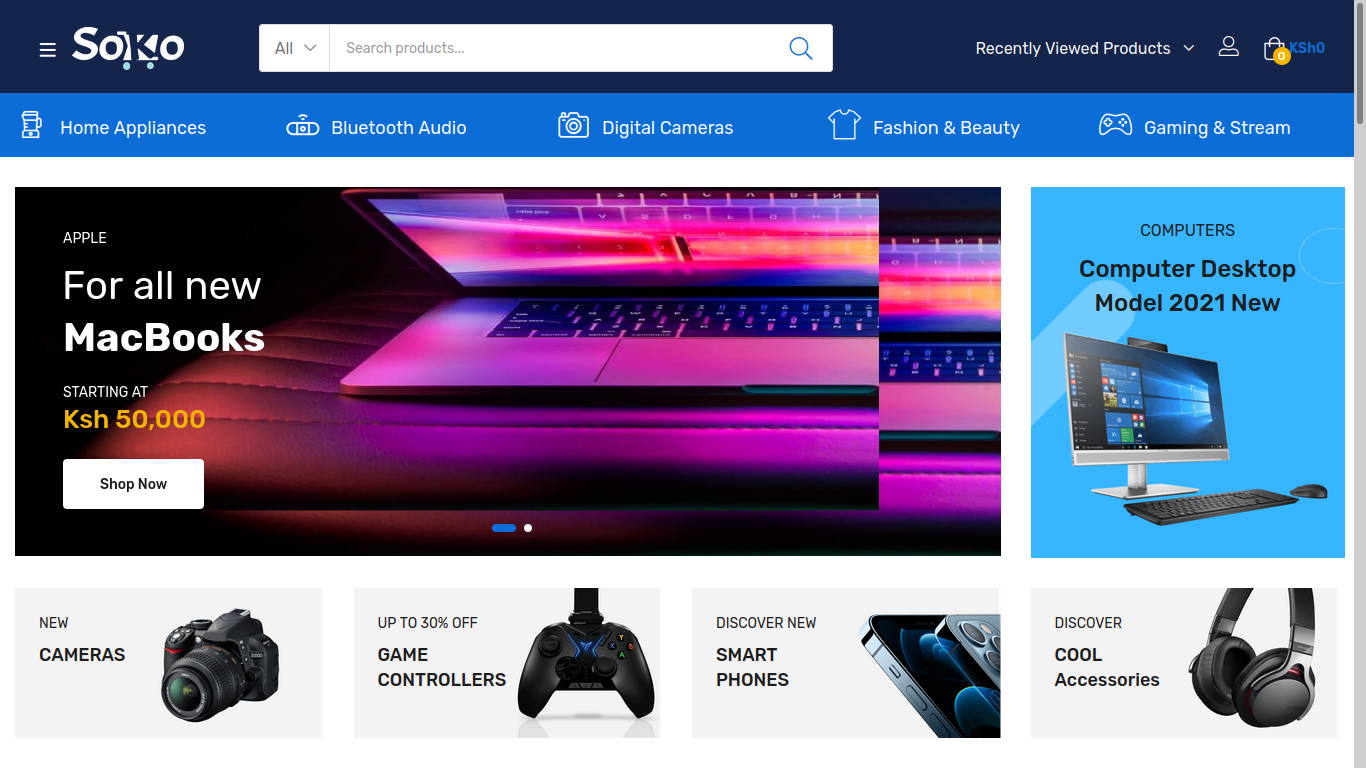 Soko
All
Search products...
Recently Viewed Products
0
KSh0
Home Appliances
Bluetooth Audio
Digital Cameras
Fashion & Beauty
Gaming & Stream
APPLE
For all new
MacBooks
STARTING AT
Ksh 50,000
Shop Now
COMPUTERS
Computer Desktop
Model 2021 New
NEW
CAMERAS
UP TO 30% OFF
GAME
CONTROLLERS
Y
X
B
A
DISCOVER NEW
SMART
PHONES
DISCOVER
COOL
Accessories